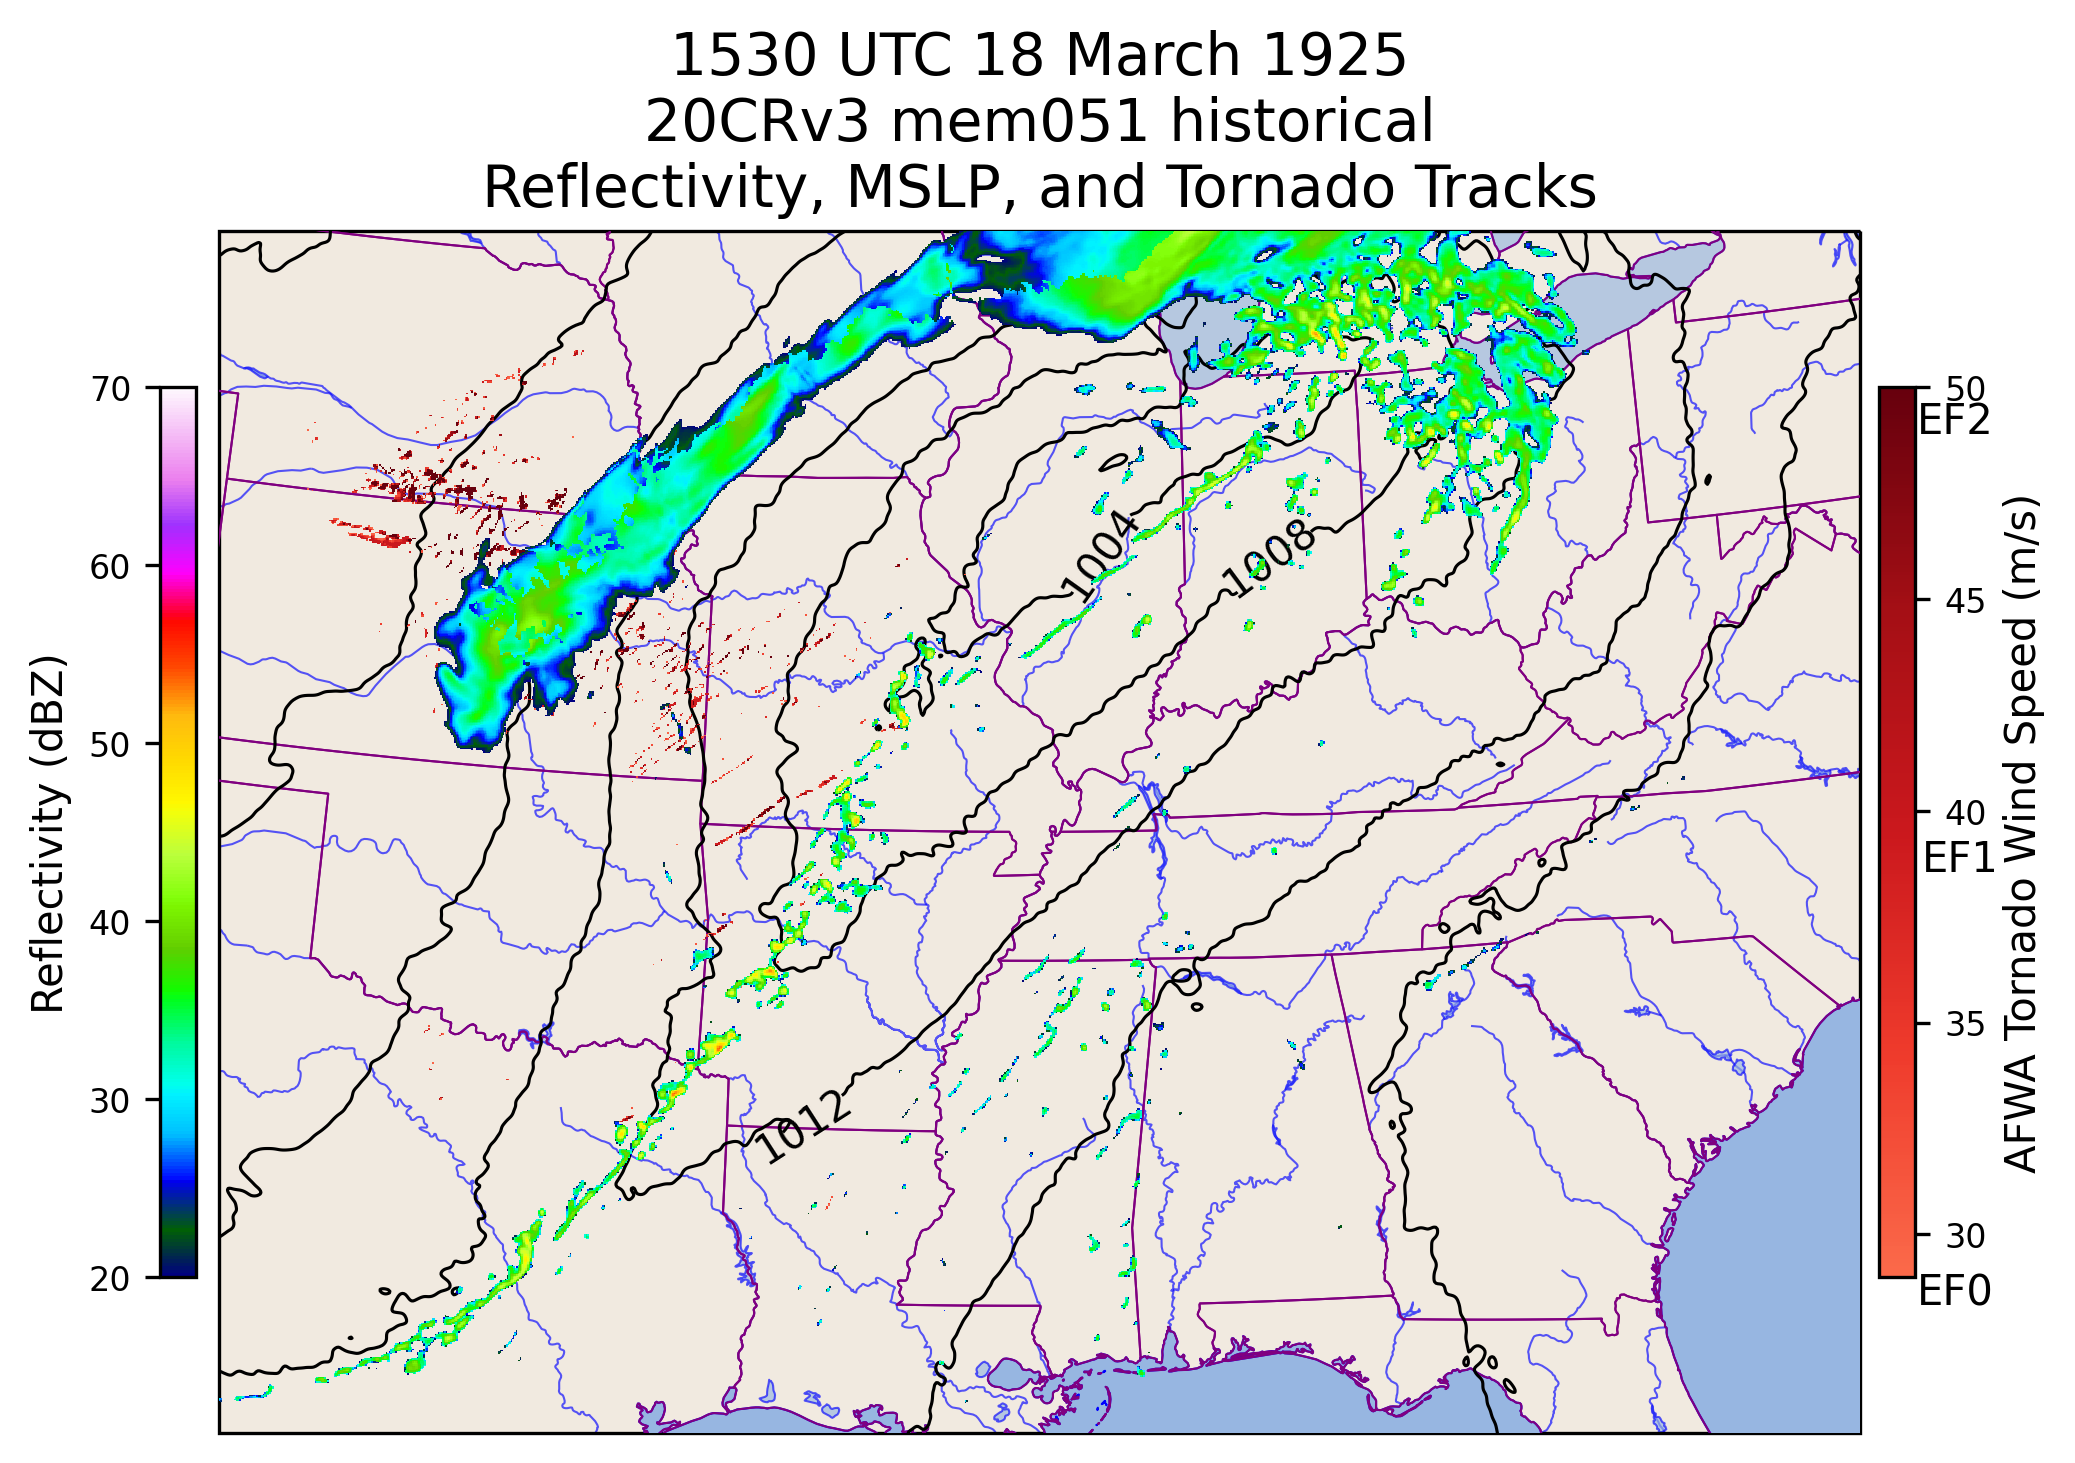 1530 UTC 18 March 1925
20CRv3 mem051 historical
Reflectivity, MSLP, and Tornado Tracks
Reflectivity (dBZ)
70
60
50
40
30
20
1004
1008
1012
50
EF2
45
40
EF1
35
30
EF0
AFWA Tornado Wind Speed (m/s)